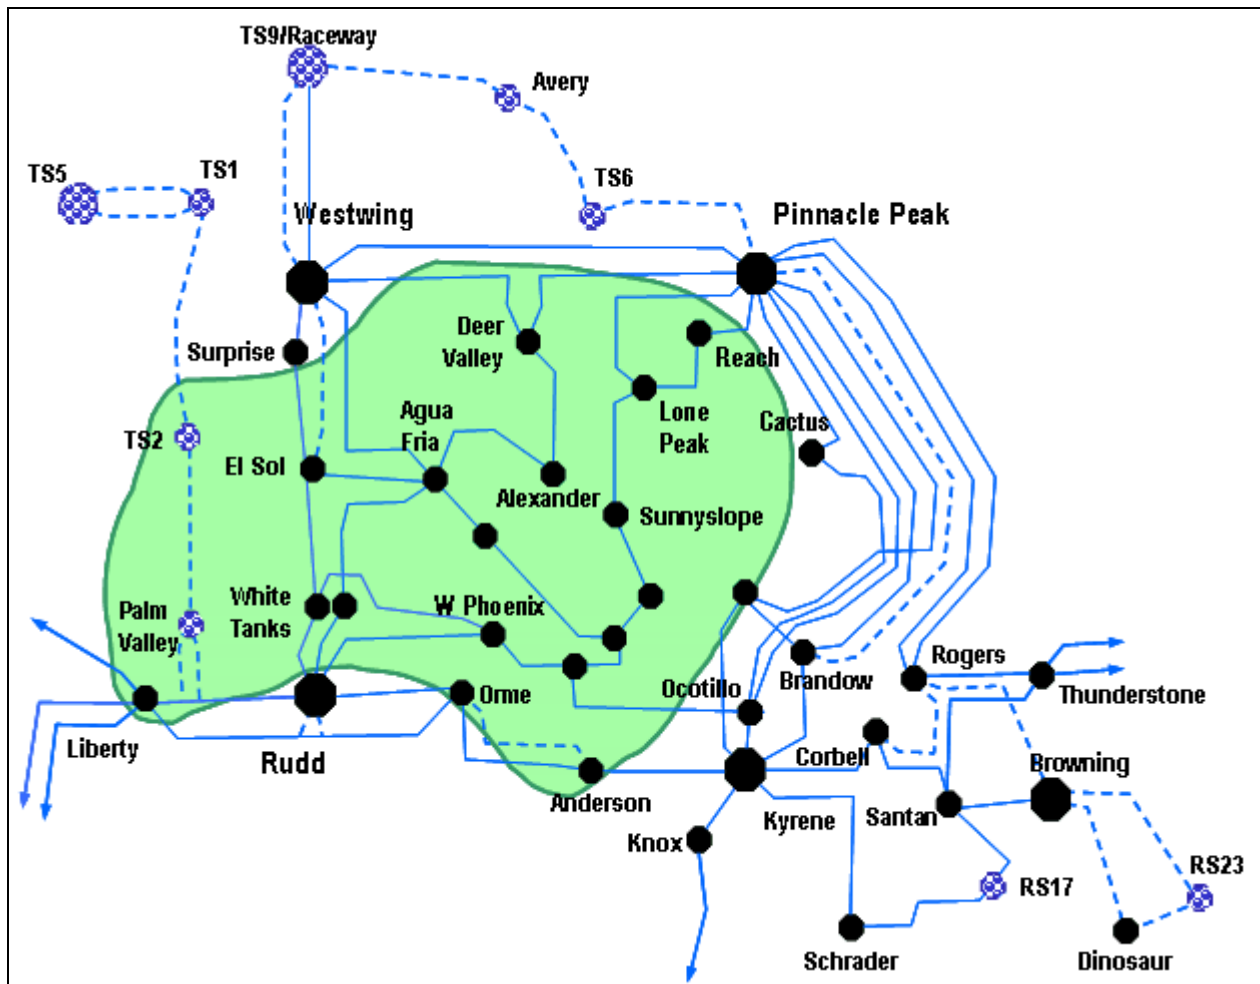 TS9/Raceway
Avery
TS5
TS1
TS6
Westwing
Pinnacle Peak
Surprise
Deer
Valley
Reach
Agua
Fria
Lone
Peak
Cactus
TS2
El Sol
Alexander
Sunnyslope
Palm
Valley
White
Tanks
W Phoenix
Rogers
Orme
Ocotillo
Brandow
Thunderstone
Liberty
Rudd
Corbell
Browning
Anderson
Kyrene
Santan
Knox
RS17
RS23
Schrader
Dinosaur